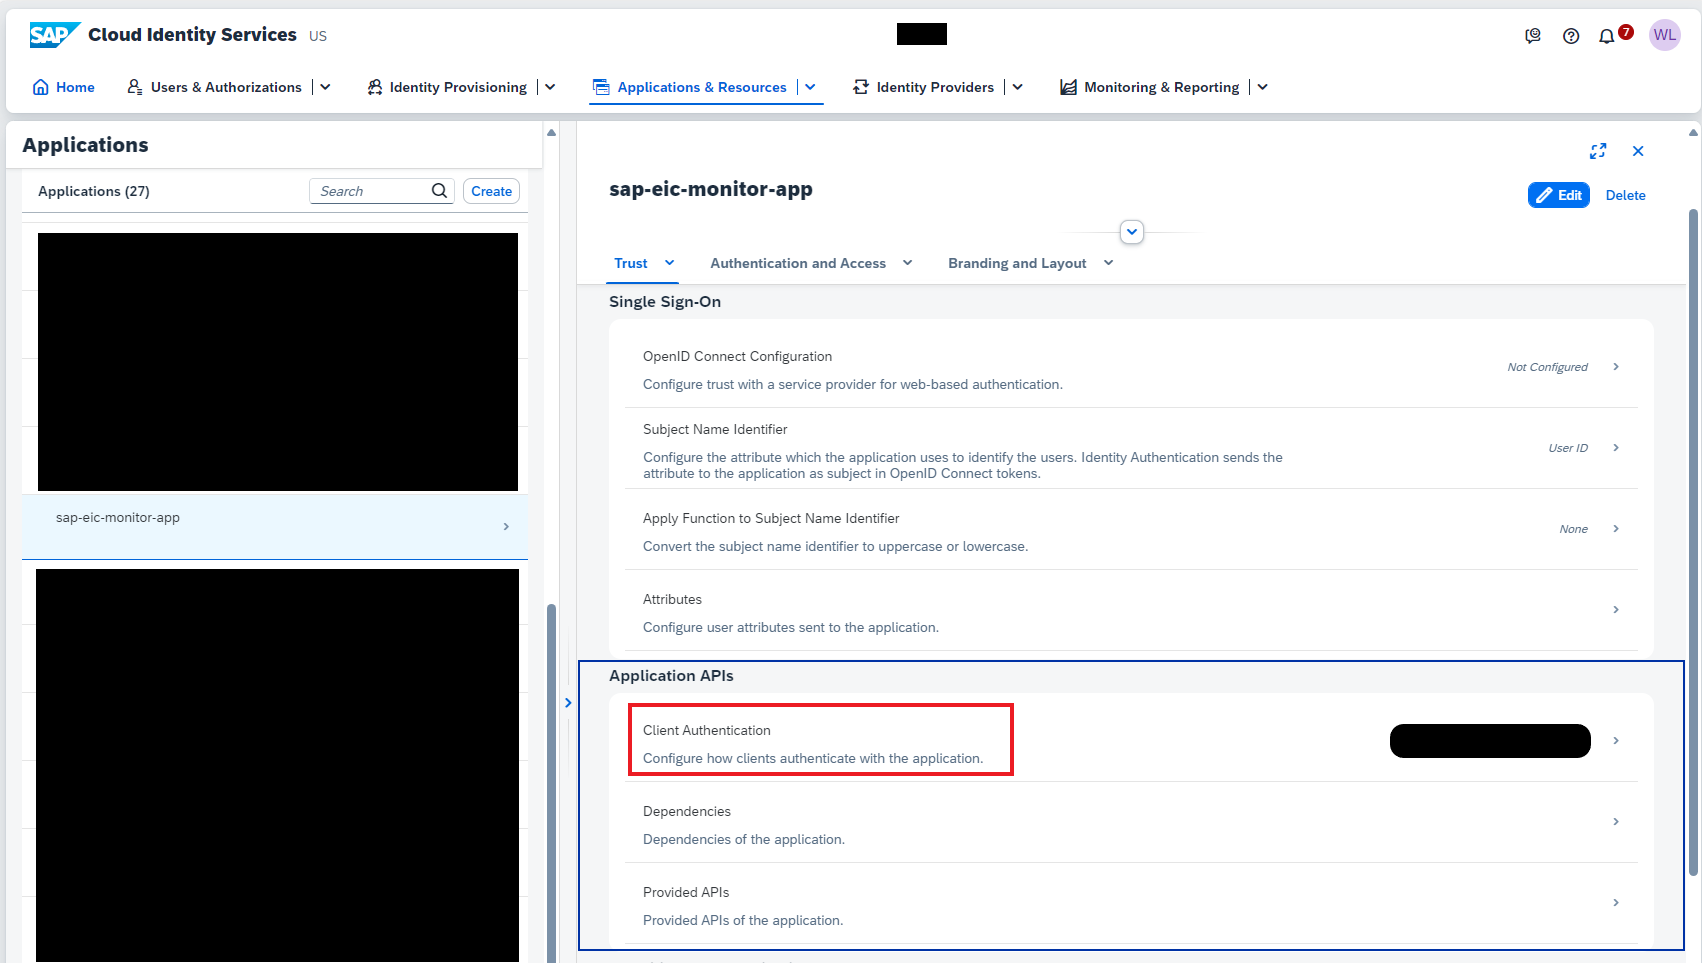 SAP Cloud Identity Services US
7
WL
Home
Users & Authorizations
Identity Provisioning
Applications & Resources
Identity Providers
Monitoring & Reporting
Applications
Applications (27)
Search
Create
sap-eic-monitor-app
sap-eic-monitor-app
Edit
Delete
Trust
Authentication and Access
Branding and Layout
Single Sign-On
OpenID Connect Configuration
Configure trust with a service provider for web-based authentication.
Not Configured
Subject Name Identifier
Configure the attribute which the application uses to identify the users. Identity Authentication sends the
attribute to the application as subject in OpenID Connect tokens.
User ID
Apply Function to Subject Name Identifier
Convert the subject name identifier to uppercase or lowercase.
None
Attributes
Configure user attributes sent to the application.
Application APIs
Client Authentication
Configure how clients authenticate with the application.
Dependencies
Dependencies of the application.
Provided APIs
Provided APIs of the application.